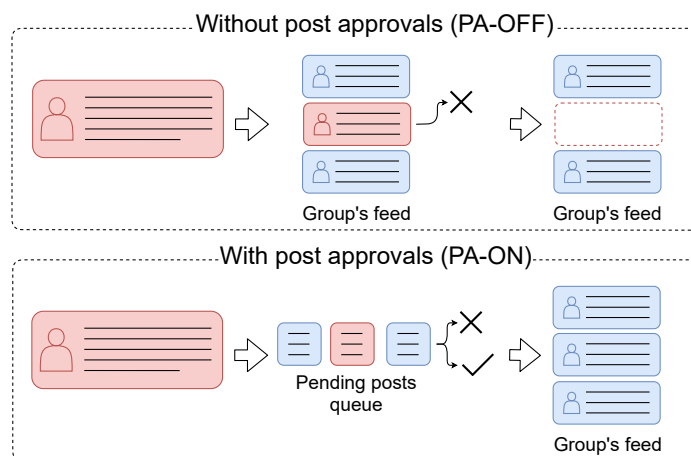 Without post approvals (PA-OFF)
Group's feed
Group's feed
With post approvals (PA-ON)
Pending posts
queue
Group's feed